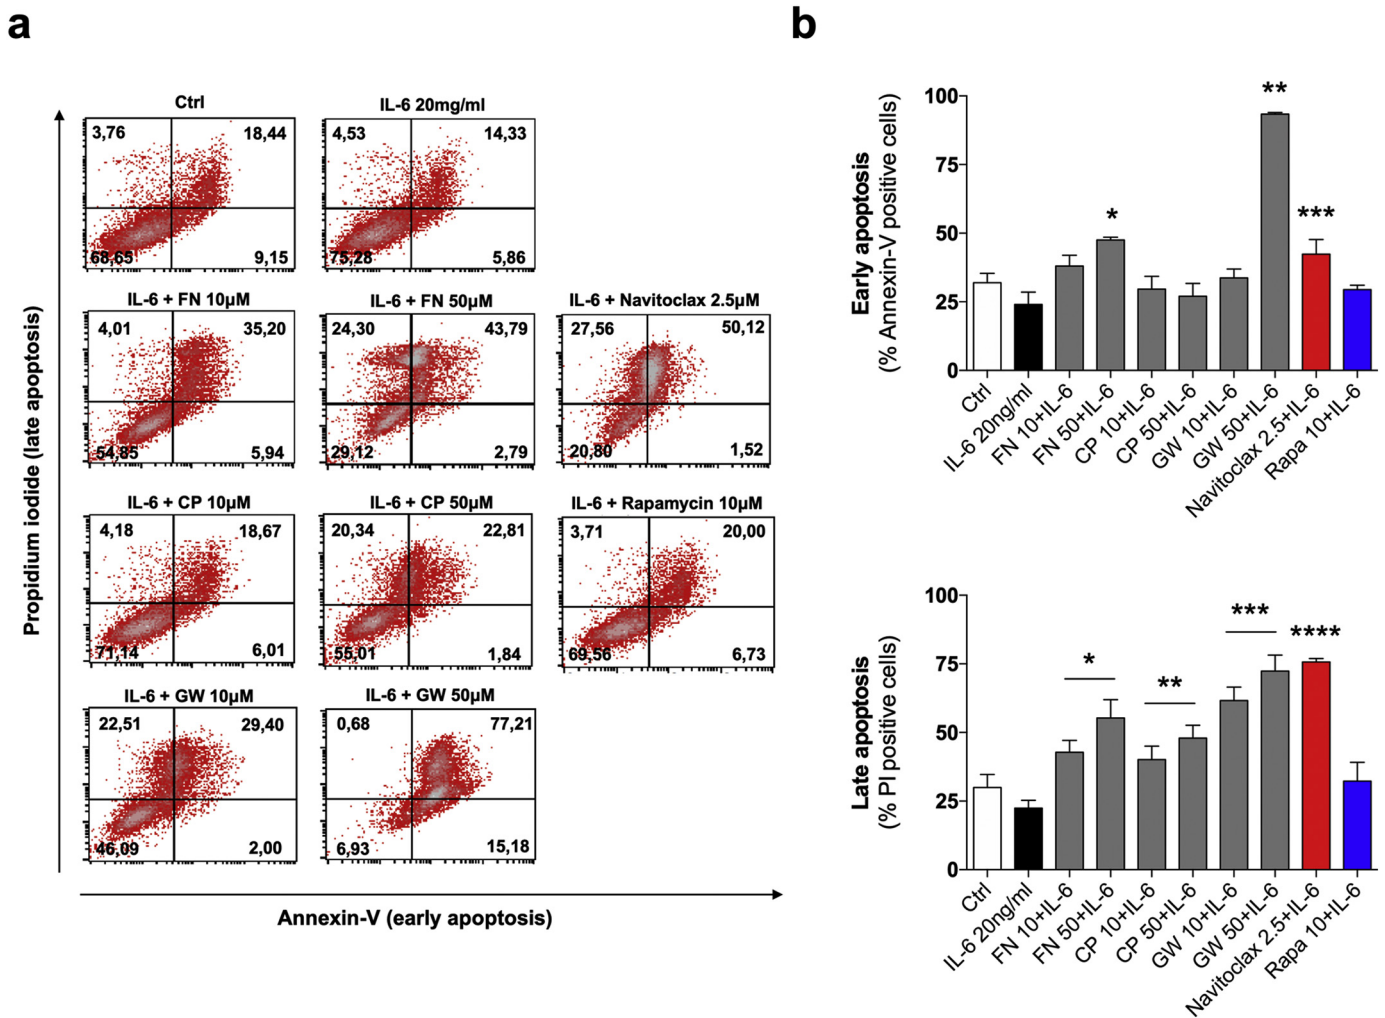 a
Ctrl
3,76 18,44
68,65 9,15
IL-6 20mg/ml
4,53 14,33
75,28 5,86
IL-6 + FN 10µM
4,01 35,20
54,85 5,94
IL-6 + FN 50µM
24,30 43,79
29,12 2,79
IL-6 + Navitoclax 2.5µM
27,56 50,12
20,80 1,52
IL-6 + CP 10µM
4,18 18,67
71,14 6,01
IL-6 + CP 50µM
20,34 22,81
55,01 1,84
IL-6 + Rapamycin 10µM
3,71 20,00
69,56 6,73
IL-6 + GW 10µM
22,51 29,40
46,09 2,00
IL-6 + GW 50µM
0,68 77,21
6,93 15,18
Propidium iodide (late apoptosis)
Annexin-V (early apoptosis)
b
Early apoptosis
(% Annexin-V positive cells)
100
75
50
25
0
*
**
***
Ctrl
IL-6 20ng/ml
FN 10+IL-6
FN 50+IL-6
CP 10+IL-6
CP 50+IL-6
GW 10+IL-6
GW 50+IL-6
Navitoclax 2.5+IL-6
Rapa 10+IL-6
Late apoptosis
(% PI positive cells)
100
75
50
25
0
*
**
***
****
Ctrl
IL-6 20ng/ml
FN 10+IL-6
FN 50+IL-6
CP 10+IL-6
CP 50+IL-6
GW 10+IL-6
GW 50+IL-6
Navitoclax 2.5+IL-6
Rapa 10+IL-6